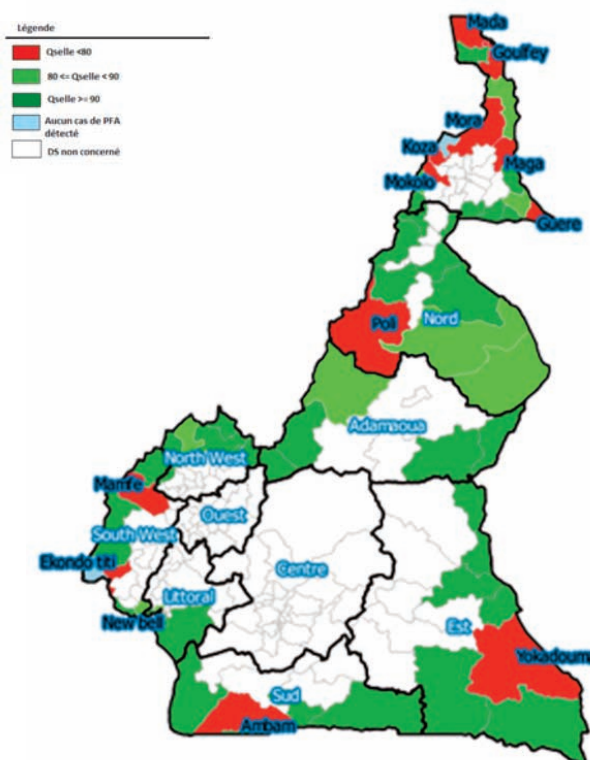 Légende
Qselle <80
80 <= Qselle < 90
Qselle >= 90
Aucun cas de PFA
détecté
DS non concerné
Mada
Goulfey
Mora
Koza
Maga
Mokolo
Guere
Poli
Nord
Adamaoua
North West
Mamfe
Ouest
South West
Ekondo titi
Centre
Littoral
New bell
Est
Yokadoum
Sud
Ambam